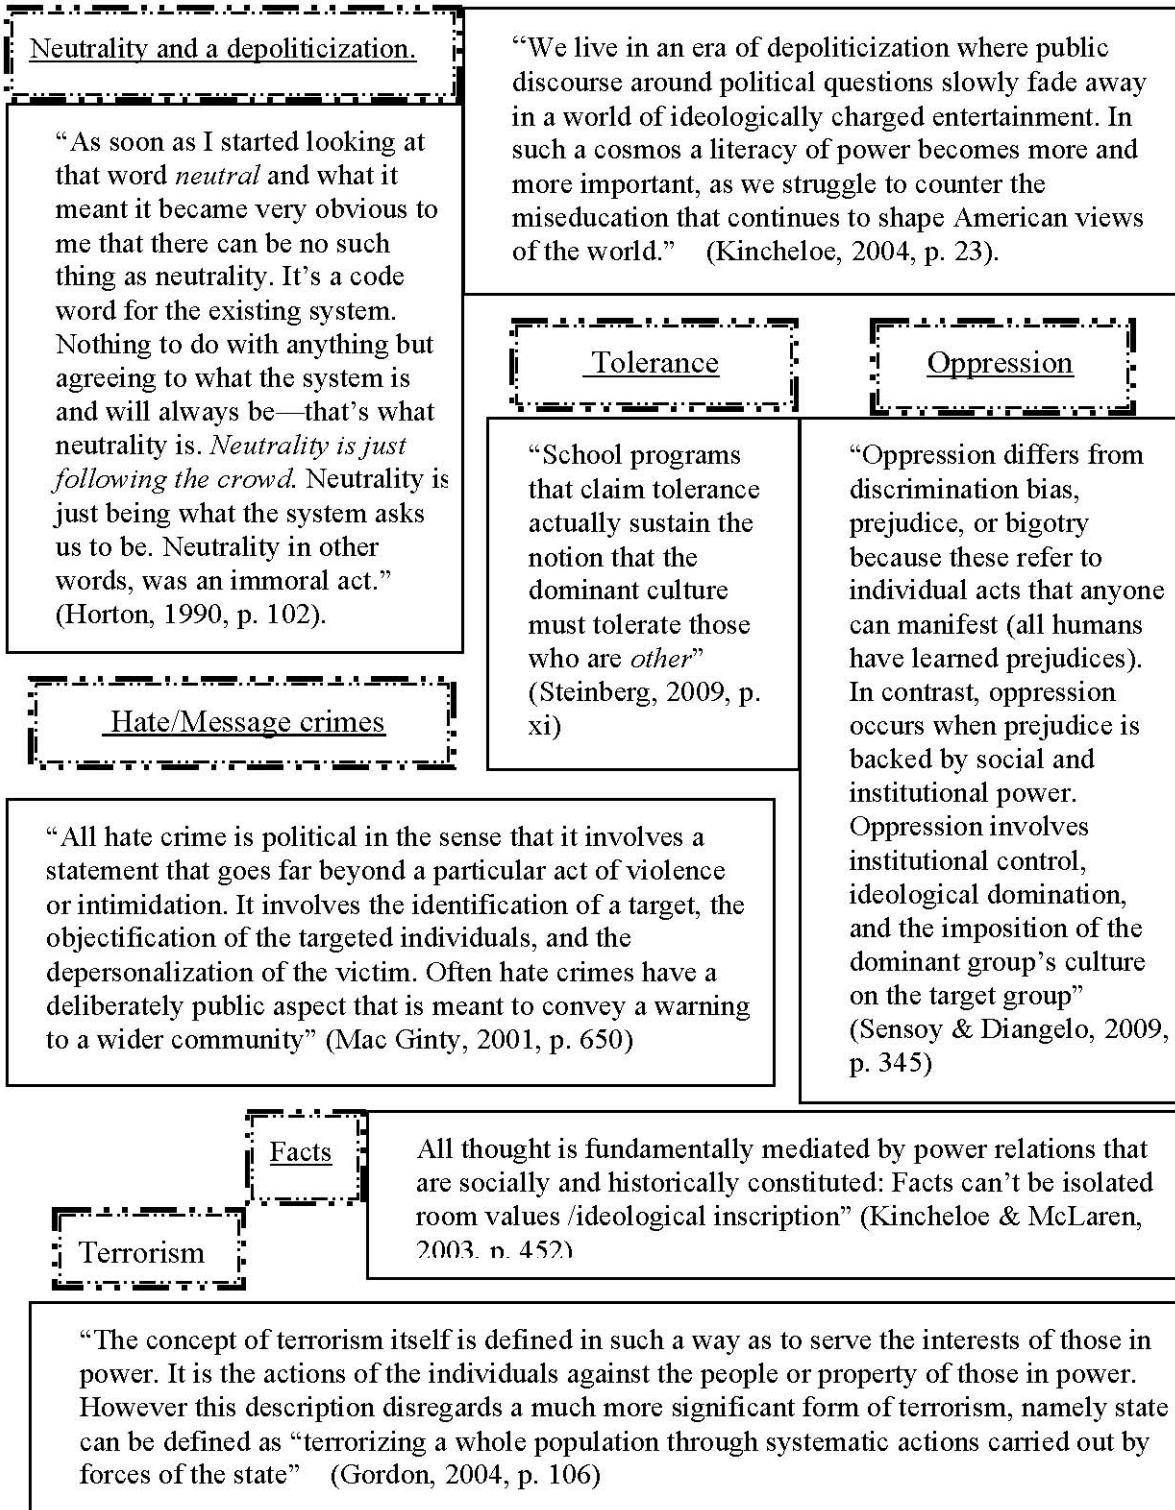 Neutrality and a depoliticization.
“As soon as I started looking at
that word neutral and what it
meant it became very obvious to
me that there can be no such
thing as neutrality. It’s a code
word for the existing system.
Nothing to do with anything but
agreeing to what the system is
and will always be—that’s what
neutrality is. Neutrality is just
following the crowd. Neutrality is
just being what the system asks
us to be. Neutrality in other
words, was an immoral act.”
(Horton, 1990, p. 102).
“We live in an era of depoliticization where public
discourse around political questions slowly fade away
in a world of ideologically charged entertainment. In
such a cosmos a literacy of power becomes more and
more important, as we struggle to counter the
miseducation that continues to shape American views
of the world.” (Kincheloe, 2004, p. 23).
Tolerance
“School programs
that claim tolerance
actually sustain the
notion that the
dominant culture
must tolerate those
who are other”
(Steinberg, 2009, p.
xi)
Oppression
“Oppression differs from
discrimination bias,
prejudice, or bigotry
because these refer to
individual acts that anyone
can manifest (all humans
have learned prejudices).
In contrast, oppression
occurs when prejudice is
backed by social and
institutional power.
Oppression involves
institutional control,
ideological domination,
and the imposition of the
dominant group’s culture
on the target group”
(Sensoy & Diangelo, 2009,
p. 345)
Hate/Message crimes
“All hate crime is political in the sense that it involves a
statement that goes far beyond a particular act of violence
or intimidation. It involves the identification of a target, the
objectification of the targeted individuals, and the
depersonalization of the victim. Often hate crimes have a
deliberately public aspect that is meant to convey a warning
to a wider community” (Mac Ginty, 2001, p. 650)
Facts
All thought is fundamentally mediated by power relations that
are socially and historically constituted: Facts can’t be isolated
room values /ideological inscription” (Kincheloe & McLaren,
2003, p. 452)
Terrorism
“The concept of terrorism itself is defined in such a way as to serve the interests of those in
power. It is the actions of the individuals against the people or property of those in power.
However this description disregards a much more significant form of terrorism, namely state
can be defined as “terrorizing a whole population through systematic actions carried out by
forces of the state” (Gordon, 2004, p. 106)